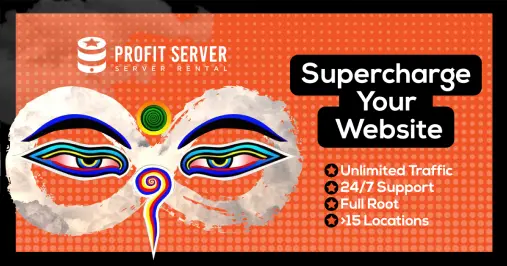 PROFIT SERVER
SERVER RENTAL
Supercharge
Your
Website
Unlimited Traffic
24/7 Support
Full Root
>15 Locations